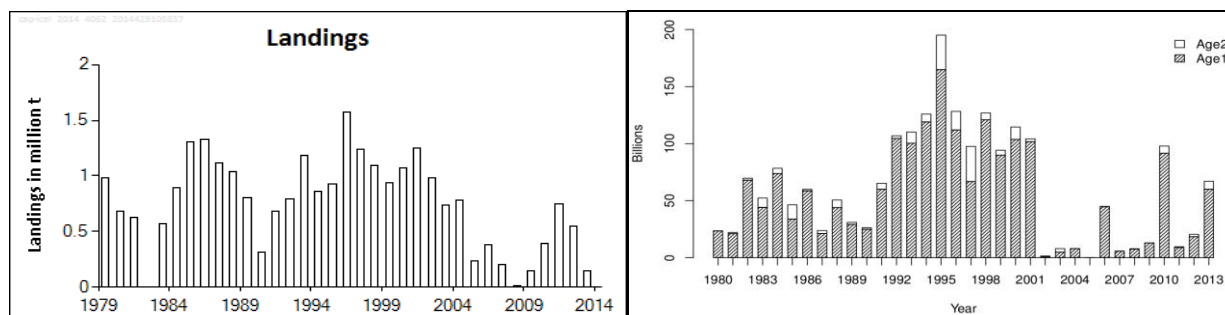 capricel_2014_4062_2014429105837
Landings
Landings in million t
2
1.5
1
0.5
0
1979 1984 1989 1994 1999 2004 2009 2014
Age2
Age1
Billions
200
150
100
50
0
1980 1983 1986 1989 1992 1995 1998 2001 2004 2007 2010 2013
Year